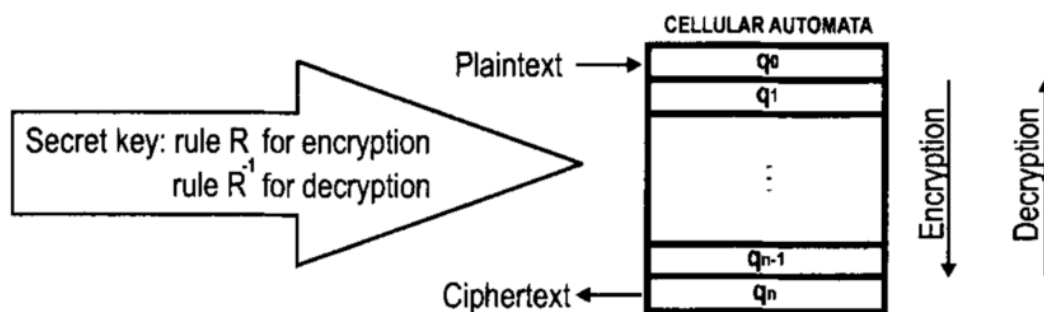 CELLULAR AUTOMATA
Plaintext
q0
q1
Secret key: rule R for encryption
rule R-1 for decryption
⋮
Encryption
Decryption
qn-1
Ciphertext
qn